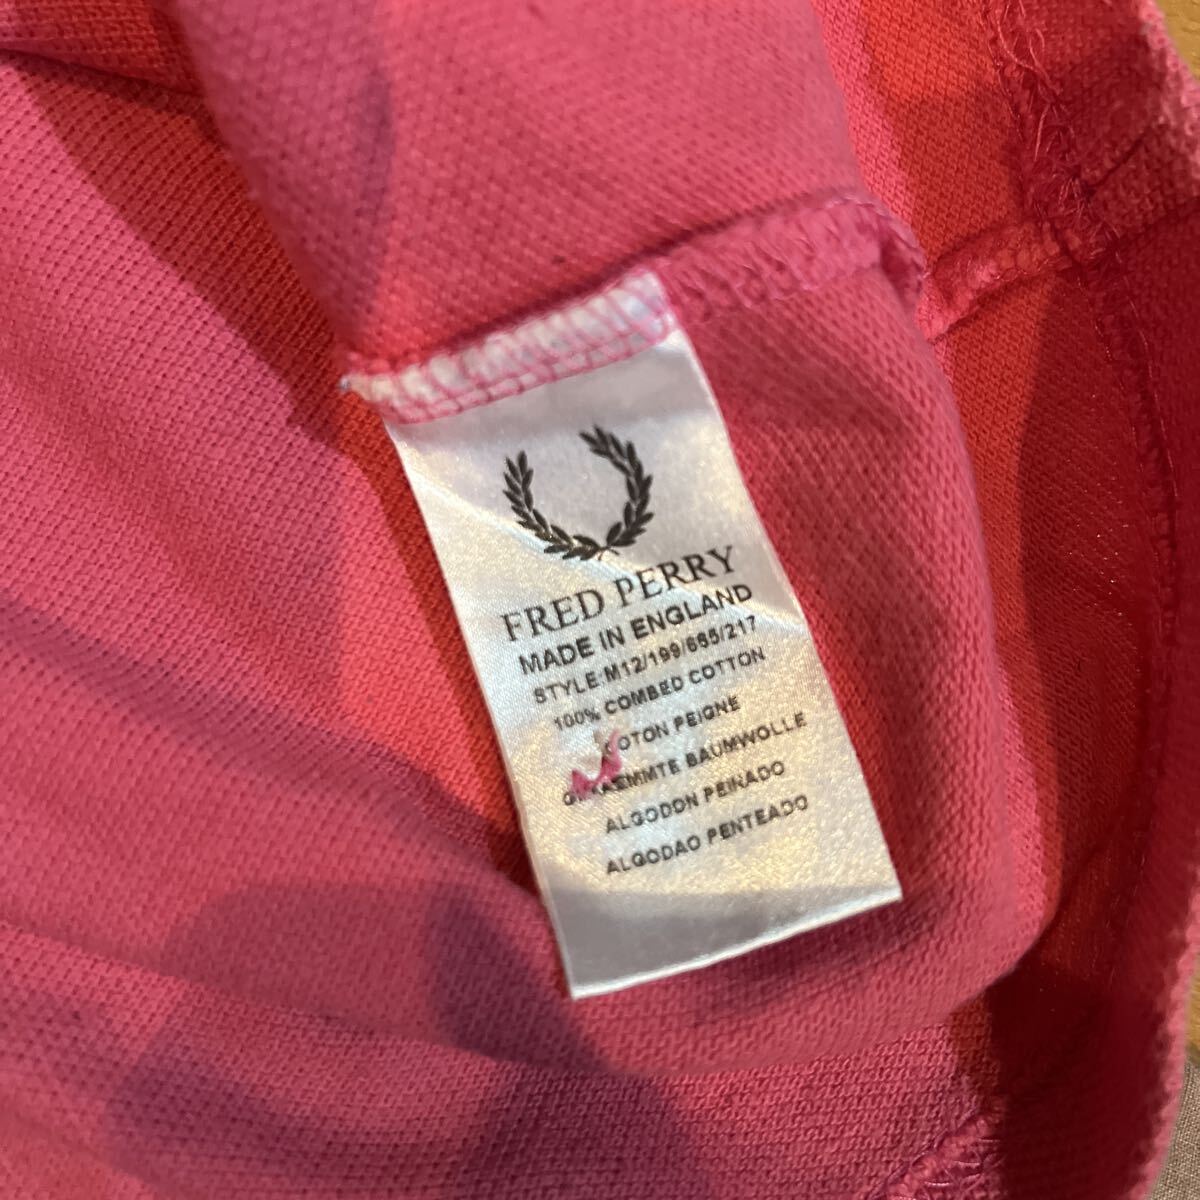 FRED PERRY
MADE IN ENGLAND
STYLE M12/199/665/217
100% COMBED COTTON
PEIGNE
BAUMWOLLE
ALGODON PEINADO
ALGODAO PENTEADO